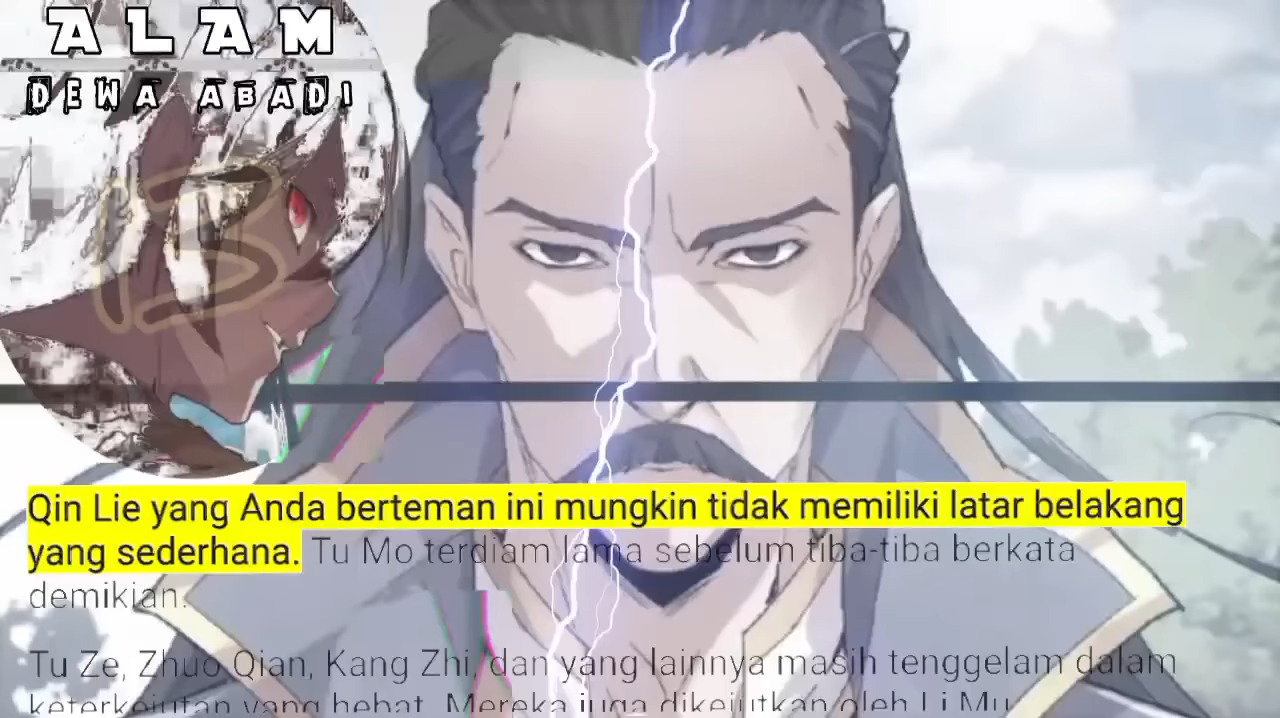 ALAM
DEWA ABADI
Qin Lie yang Anda berteman ini mungkin tidak memiliki latar belakang
yang sederhana. Tu Mo terdiam lama sebelum tiba-tiba berkata
demikian.
Tu Ze, Zhuo Qian, Kang Zhi, dan yang lainnya masih tenggelam dalam
keterkejutan yang hebat. Mereka juga dikejutkan oleh Li Mu.